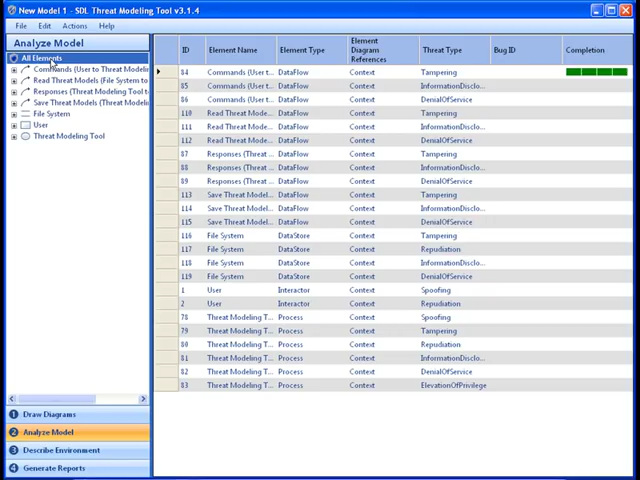 New Model 1 - SDL Threat Modeling Tool v3.1.4
File Edit Actions Help
Analyze Model
All Elements
Commands (User to Threat Modelin
Read Threat Models (File System to
Responses (Threat Modeling Tool t
Save Threat Models (Threat Modelin
File System
User
Threat Modeling Tool
1 Draw Diagrams
2 Analyze Model
3 Describe Environment
4 Generate Reports
ID Element Name Element Type Element Diagram References Threat Type Bug ID Completion
84 Commands (User t... DataFlow Context Tampering
85 Commands (User t... DataFlow Context InformationDisclo...
86 Commands (User t... DataFlow Context DenialOfService
110 Read Threat Mode... DataFlow Context Tampering
111 Read Threat Mode... DataFlow Context InformationDisclo...
112 Read Threat Mode... DataFlow Context DenialOfService
87 Responses (Threat ... DataFlow Context Tampering
88 Responses (Threat ... DataFlow Context InformationDisclo...
89 Responses (Threat ... DataFlow Context DenialOfService
113 Save Threat Model... DataFlow Context Tampering
114 Save Threat Model... DataFlow Context InformationDisclo...
115 Save Threat Model... DataFlow Context DenialOfService
116 File System DataStore Context Tampering
117 File System DataStore Context Repudiation
118 File System DataStore Context InformationDisclo...
119 File System DataStore Context DenialOfService
1 User Interactor Context Spoofing
2 User Interactor Context Repudiation
78 Threat Modeling T... Process Context Spoofing
79 Threat Modeling T... Process Context Tampering
80 Threat Modeling T... Process Context Repudiation
81 Threat Modeling T... Process Context InformationDisclo...
82 Threat Modeling T... Process Context DenialOfService
83 Threat Modeling T... Process Context ElevationOfPrivilege